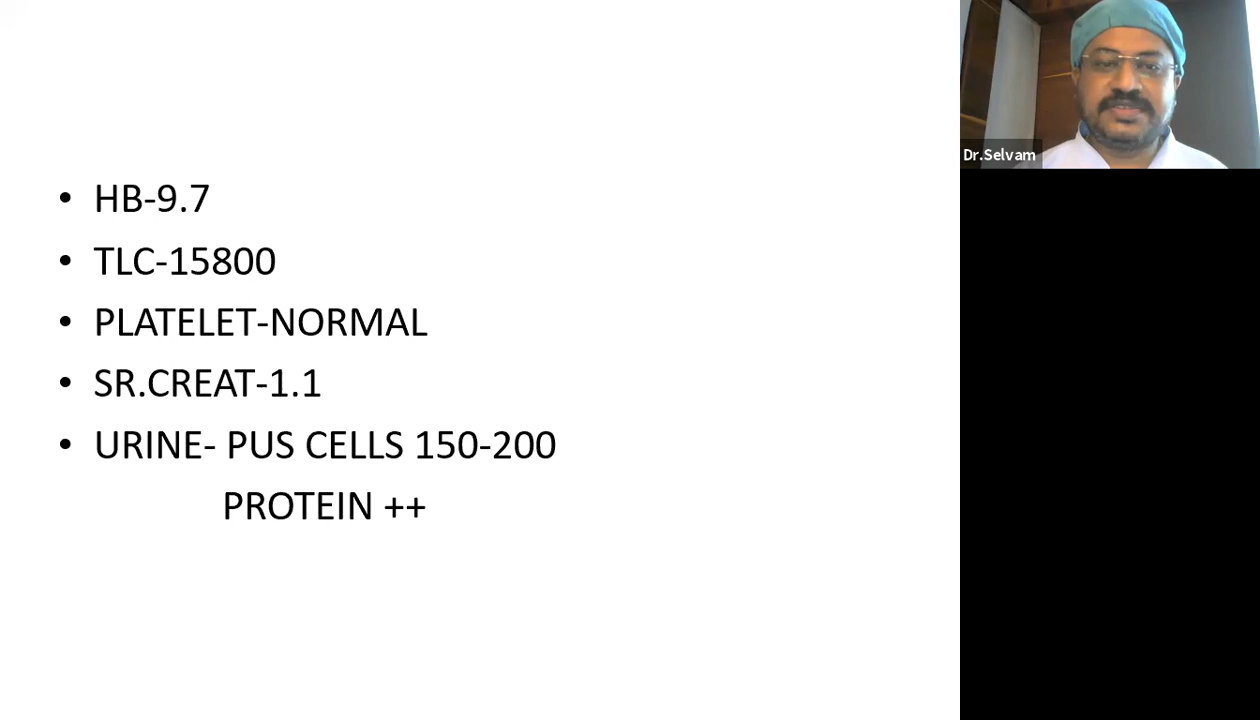 • HB-9.7
• TLC-15800
• PLATELET-NORMAL
• SR.CREAT-1.1
• URINE- PUS CELLS 150-200
PROTEIN ++
Dr.Selvam